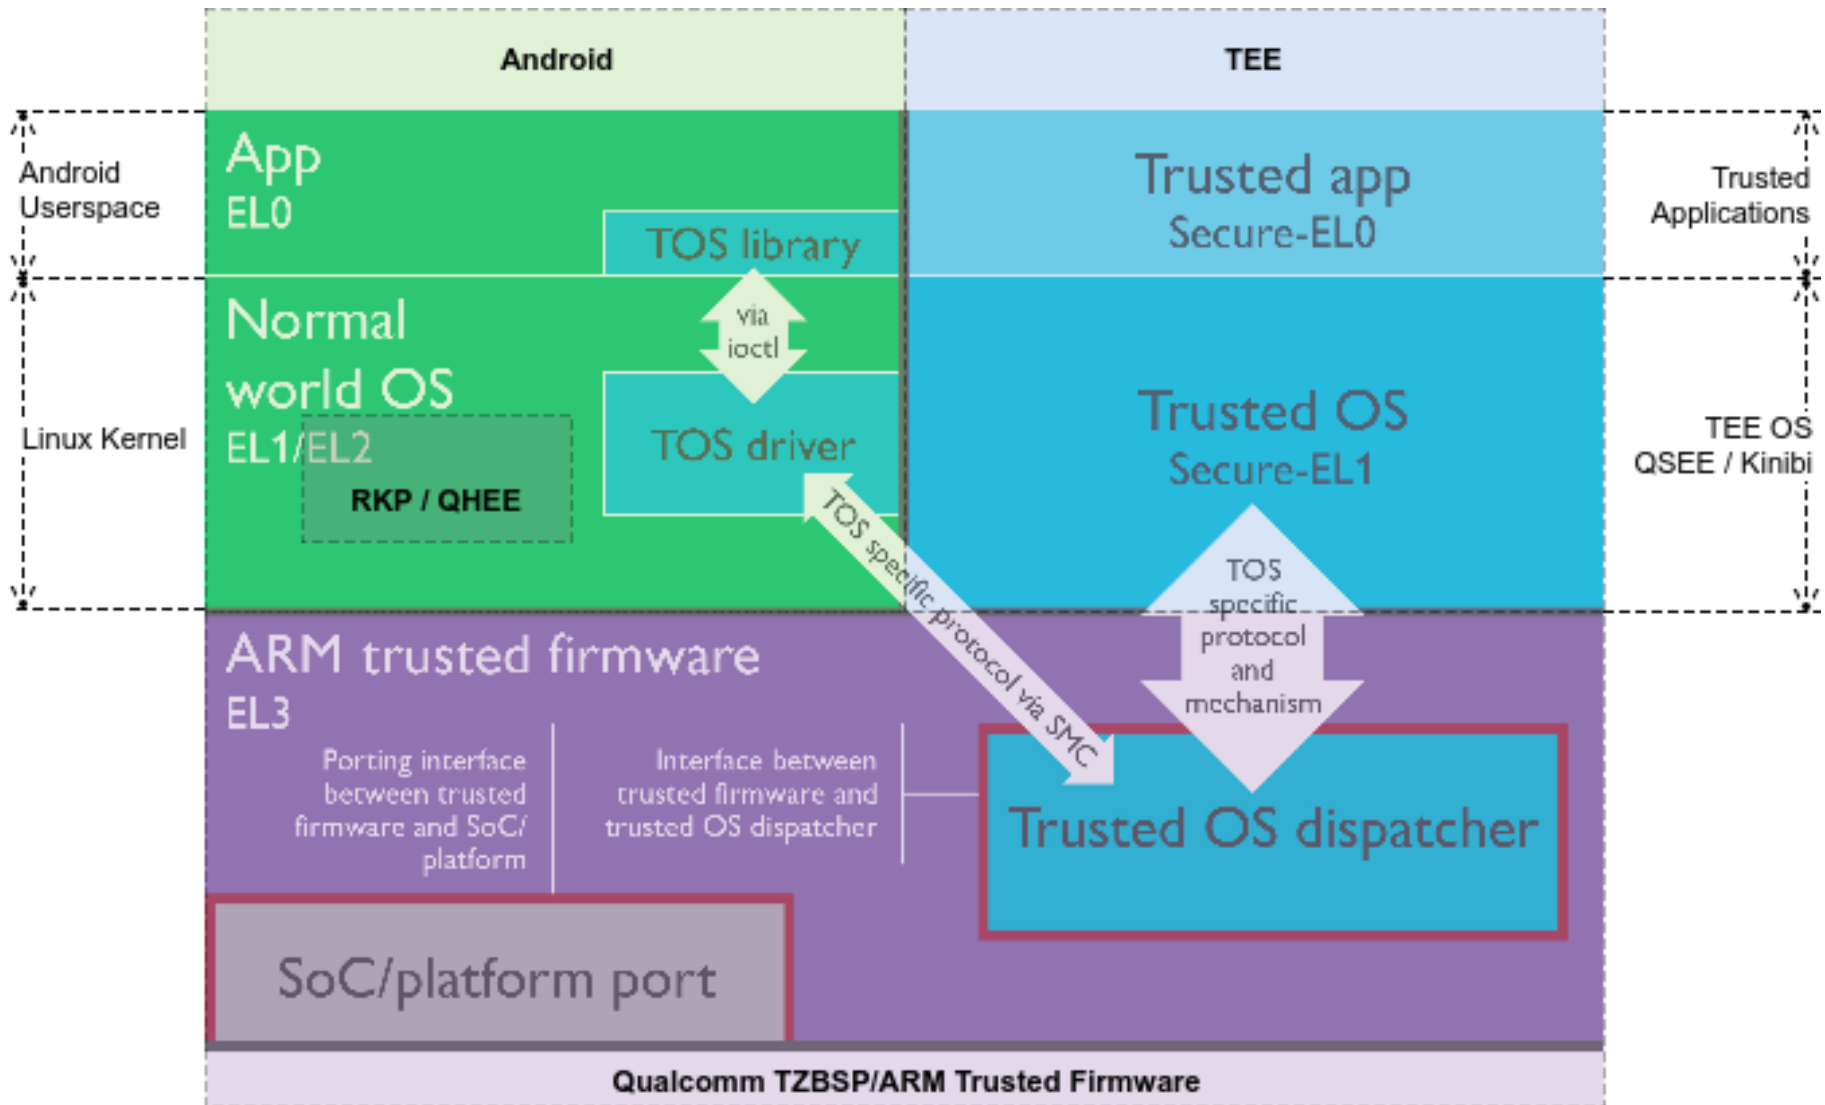 Android
TEE
Android
Userspace
App
EL0
TOS library
Trusted app
Secure-EL0
Trusted
Applications
Linux Kernel
Normal
world OS
EL1/EL2
RKP / QHEE
via
ioctl
TOS driver
Trusted OS
Secure-EL1
TEE OS
QSEE / Kinibi
TOS specific protocol via SMC
TOS
specific
protocol
and
mechanism
ARM trusted firmware
EL3
Porting interface
between trusted
firmware and SoC/
platform
Interface between
trusted firmware and
trusted OS dispatcher
Trusted OS dispatcher
SoC/platform port
Qualcomm TZBSP/ARM Trusted Firmware